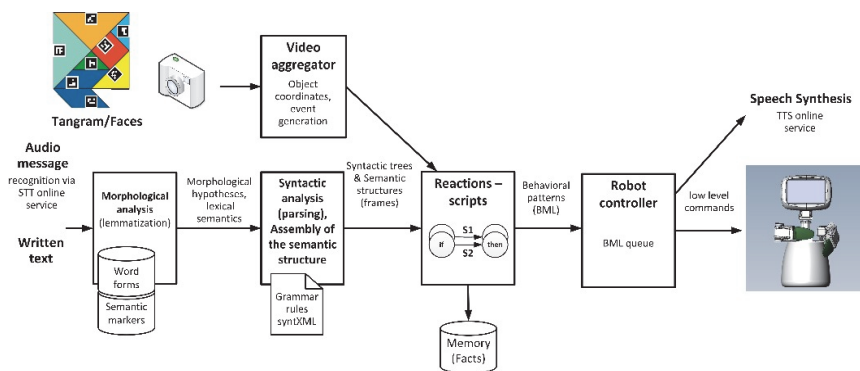 Tangram/Faces
Video
aggregator
Object
coordinates,
event
generation
Audio
message
recognition via
STT online
service
Written
text
Morphological
analysis
(lemmatization)
Word
forms
Semantic
markers
Morphological
hypotheses,
lexical
semantics
Syntactic
analysis
(parsing),
Assembly of
the semantic
structure
Grammar
rules
syntXML
Syntactic trees
& Semantic
structures
(frames)
Reactions –
scripts
If
S1
S2
then
Memory
(Facts)
Behavioral
patterns
(BML)
Robot
controller
BML queue
Speech Synthesis
TTS online
service
low level
commands